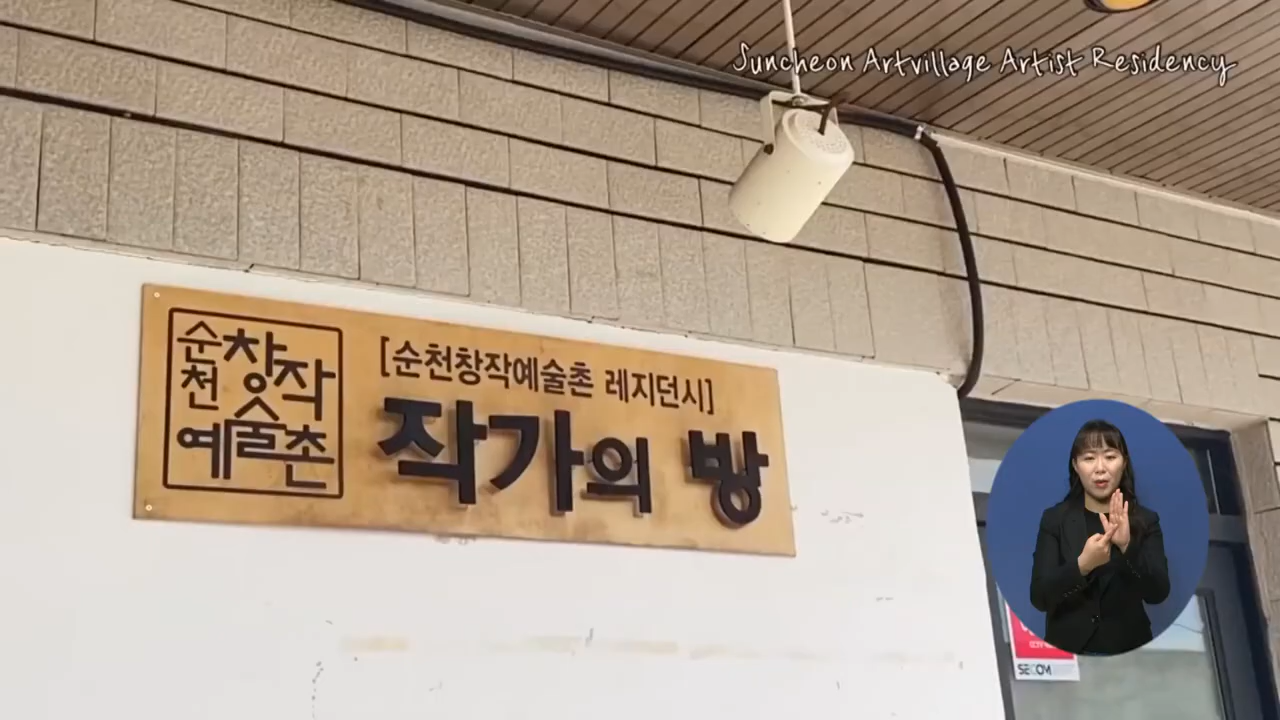 Suncheon Artvillage Artist Residency
순천 창작
예술촌
[순천창작예술촌 레지던시]
작가의 방
SECOM